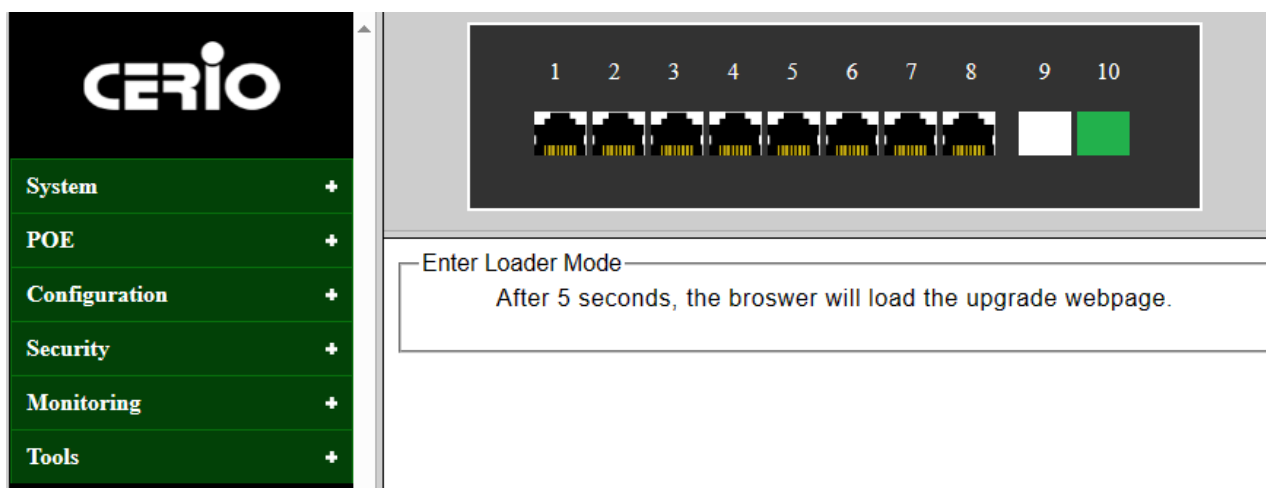 CERIO
1 2 3 4 5 6 7 8 9 10
System +
POE +
Configuration +
Security +
Monitoring +
Tools +
Enter Loader Mode
After 5 seconds, the broswer will load the upgrade webpage.